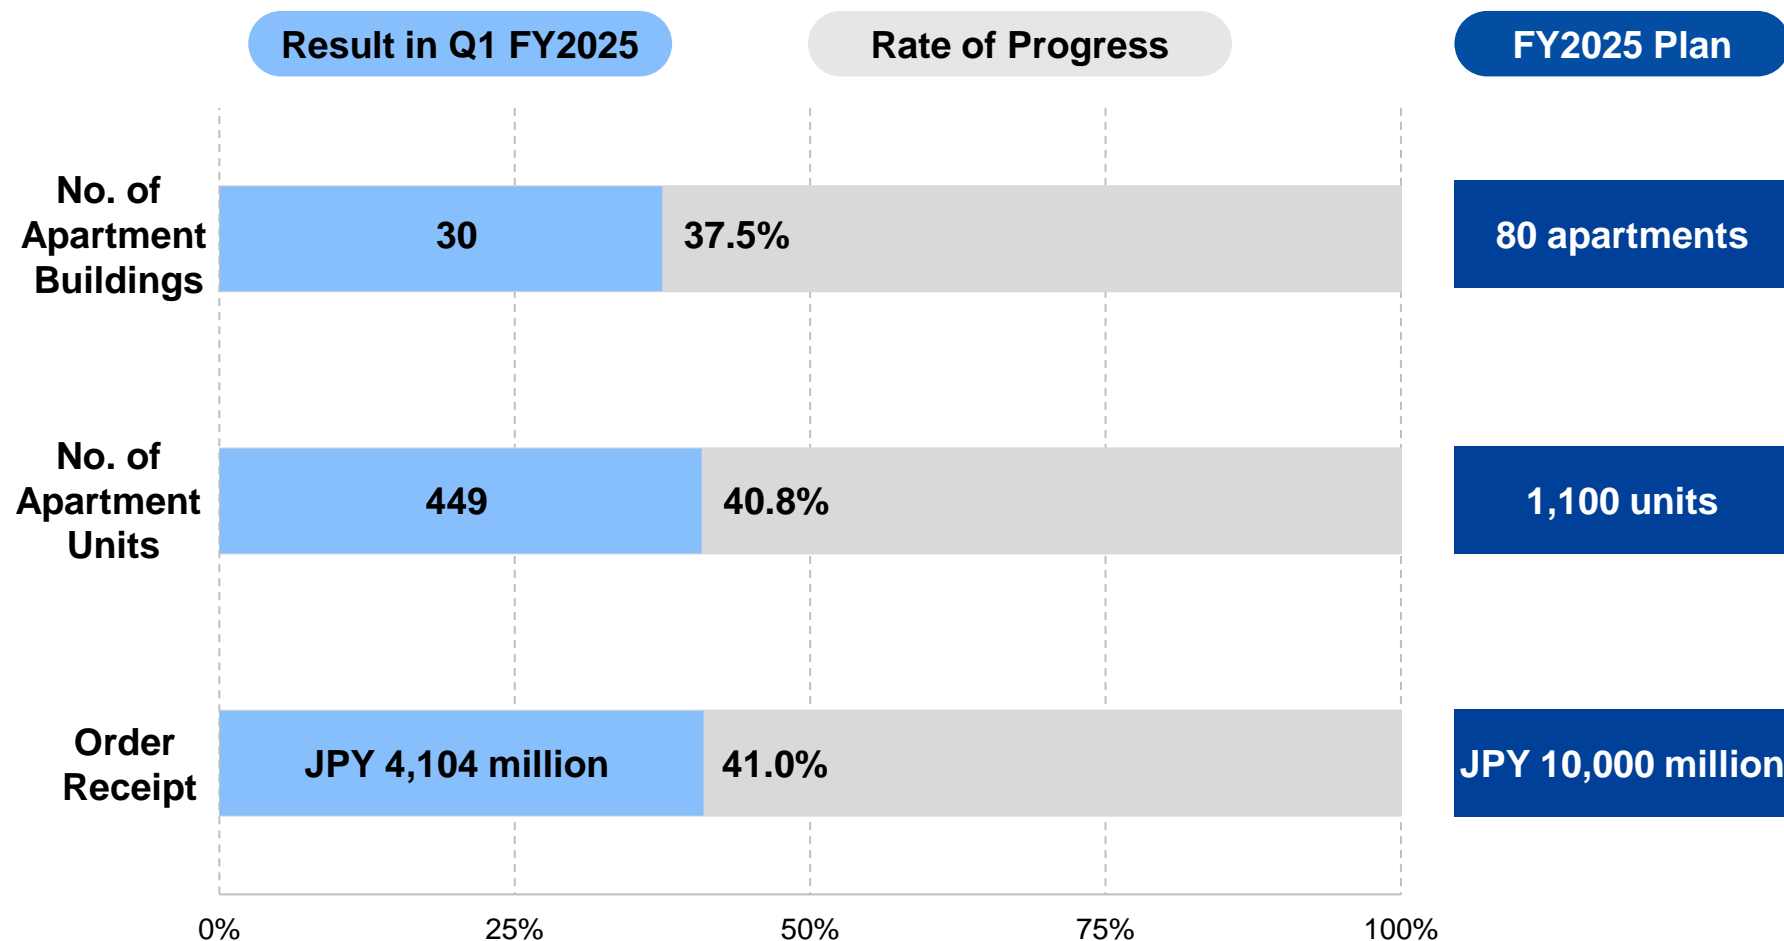 Result in Q1 FY2025
Rate of Progress
FY2025 Plan
No. of
Apartment
Buildings
30
37.5%
80 apartments
No. of
Apartment
Units
449
40.8%
1,100 units
Order
Receipt
JPY 4,104 million
41.0%
JPY 10,000 million
0%
25%
50%
75%
100%